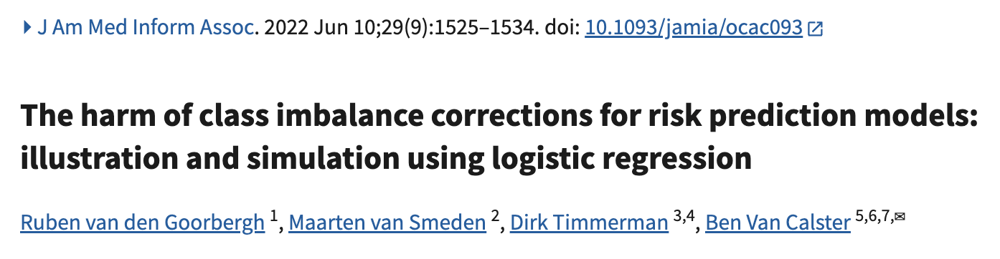 J Am Med Inform Assoc. 2022 Jun 10;29(9):1525–1534. doi: 10.1093/jamia/ocac093
The harm of class imbalance corrections for risk prediction models:
illustration and simulation using logistic regression
Ruben van den Goorbergh 1, Maarten van Smeden 2, Dirk Timmerman 3,4, Ben Van Calster 5,6,7,✉